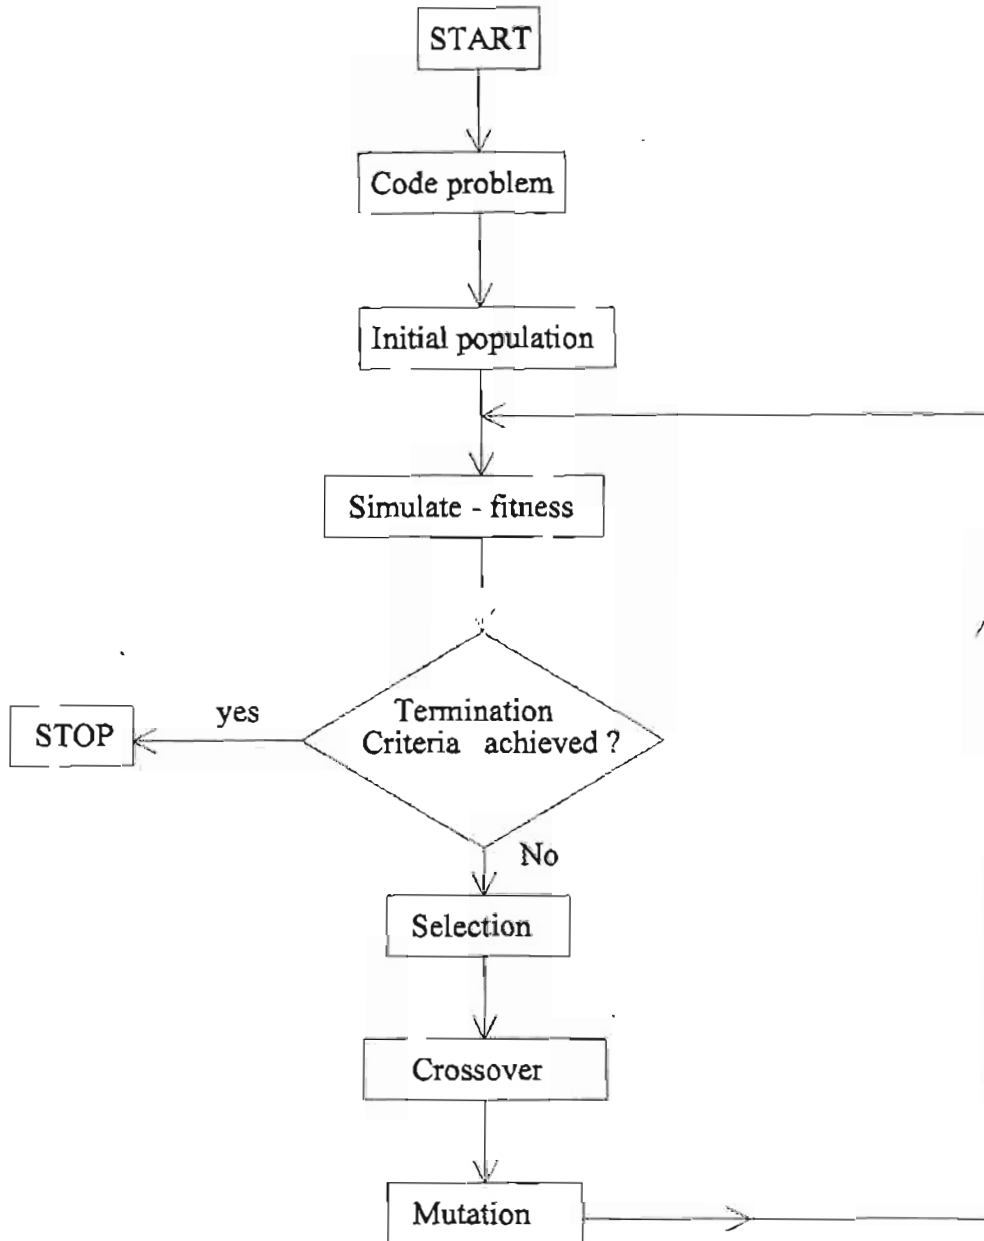 START
Code problem
Initial population
Simulate - fitness
Termination
Criteria achieved ?
yes
STOP
No
Selection
Crossover
Mutation